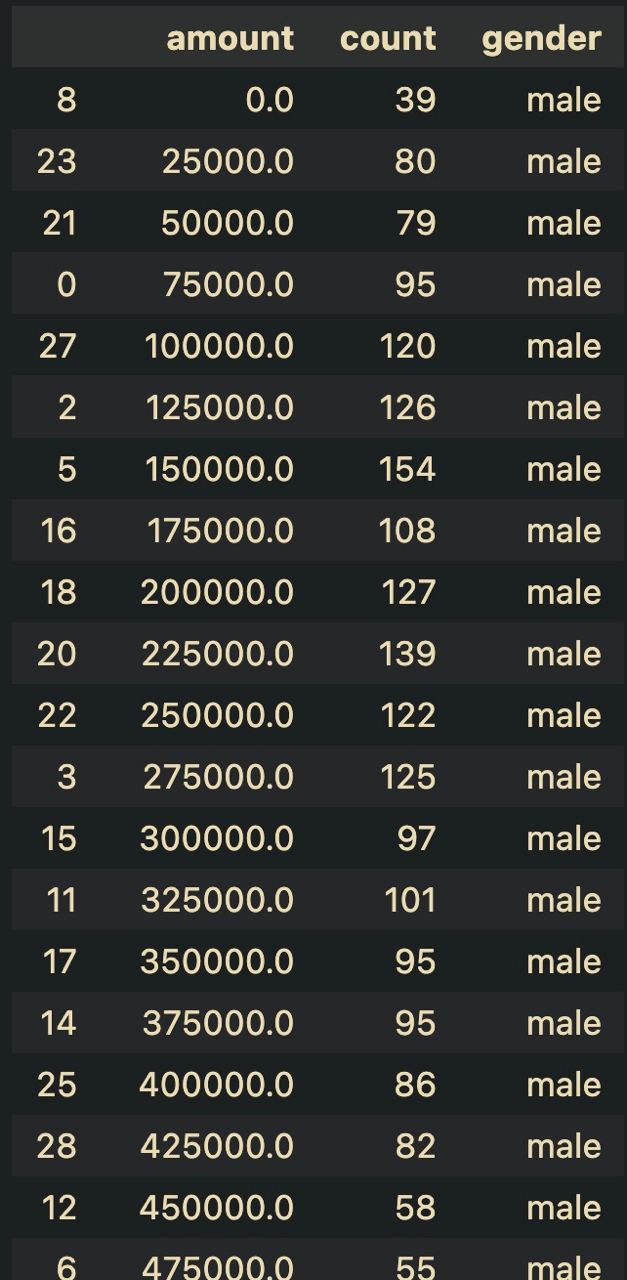 amount count gender
8 0.0 39 male
23 25000.0 80 male
21 50000.0 79 male
0 75000.0 95 male
27 100000.0 120 male
2 125000.0 126 male
5 150000.0 154 male
16 175000.0 108 male
18 200000.0 127 male
20 225000.0 139 male
22 250000.0 122 male
3 275000.0 125 male
15 300000.0 97 male
11 325000.0 101 male
17 350000.0 95 male
14 375000.0 95 male
25 400000.0 86 male
28 425000.0 82 male
12 450000.0 58 male
6 475000.0 55 male